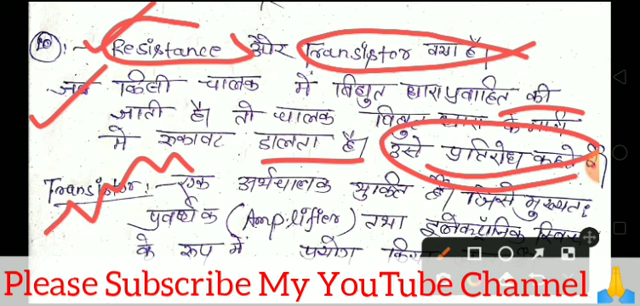 (10) :- Resistance और Transistor क्या है।
जब किसी चालक में विधुत धारा प्रवाहित की
जाती है। तो चालक विधुत धारा के मार्ग
में रुकावट डालता है। उसे प्रतिरोध कहते है।
Transistor :- एक अर्धचालक युक्ति है। जिसे मुख्यतः
प्रवर्धक (Amplifier) तथा इलेक्ट्रॉनिक
के रूप में प्रयोग
Please Subscribe My YouTube Channel 🙏